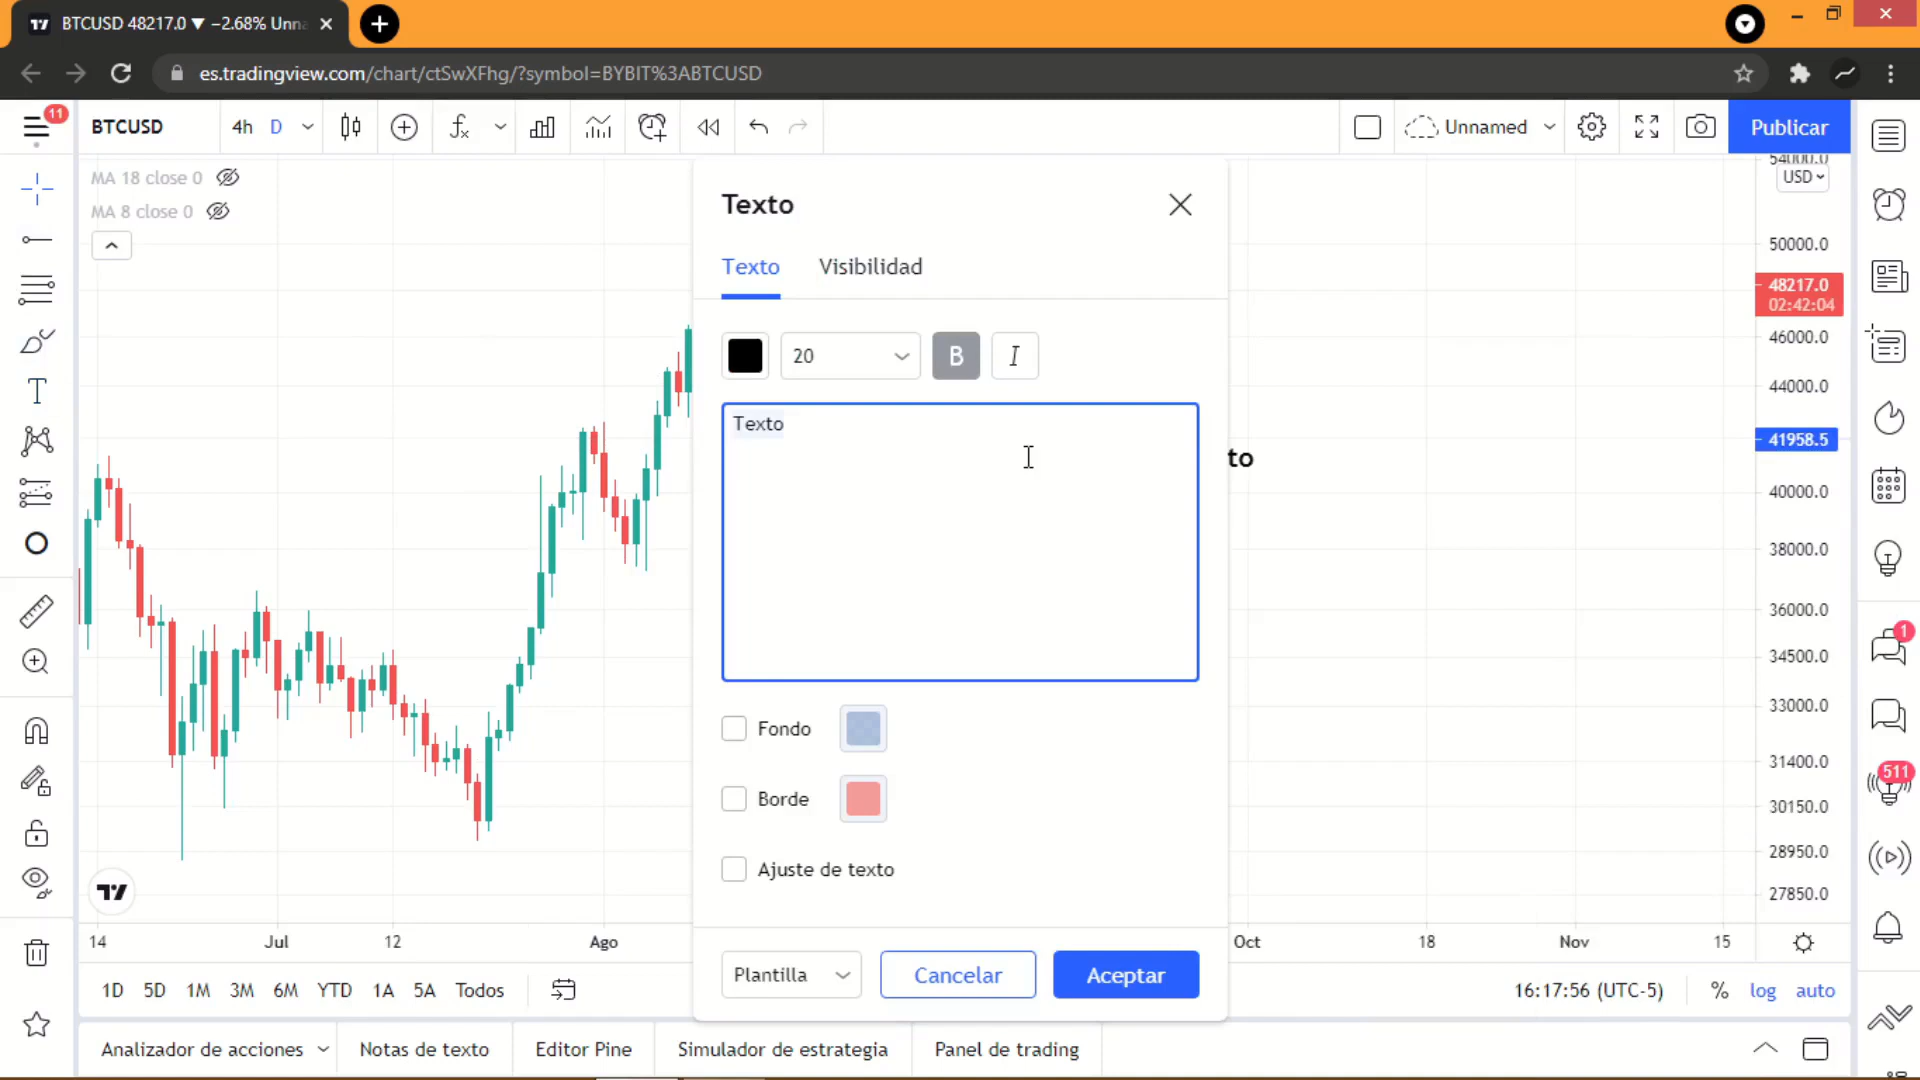 BTCUSD 48217.0 ▼ −2.68% Unna
es.tradingview.com/chart/ctSwXFhg/?symbol=BYBIT%3ABTCUSD
11
BTCUSD
4h D
Unnamed
Publicar
MA 18 close 0
MA 8 close 0
Texto
Texto Visibilidad
20 B I
Texto
to
Fondo
Borde
Ajuste de texto
Plantilla
Cancelar
Aceptar
54000.0
USD
50000.0
48217.0
02:42:04
46000.0
44000.0
41958.5
40000.0
38000.0
36000.0
34500.0
33000.0
31400.0
30150.0
28950.0
27850.0
1
511
14 Jul 12 Ago Oct 18 Nov 15
1D 5D 1M 3M 6M YTD 1A 5A Todos
16:17:56 (UTC-5) % log auto
Analizador de acciones Notas de texto Editor Pine Simulador de estrategia Panel de trading